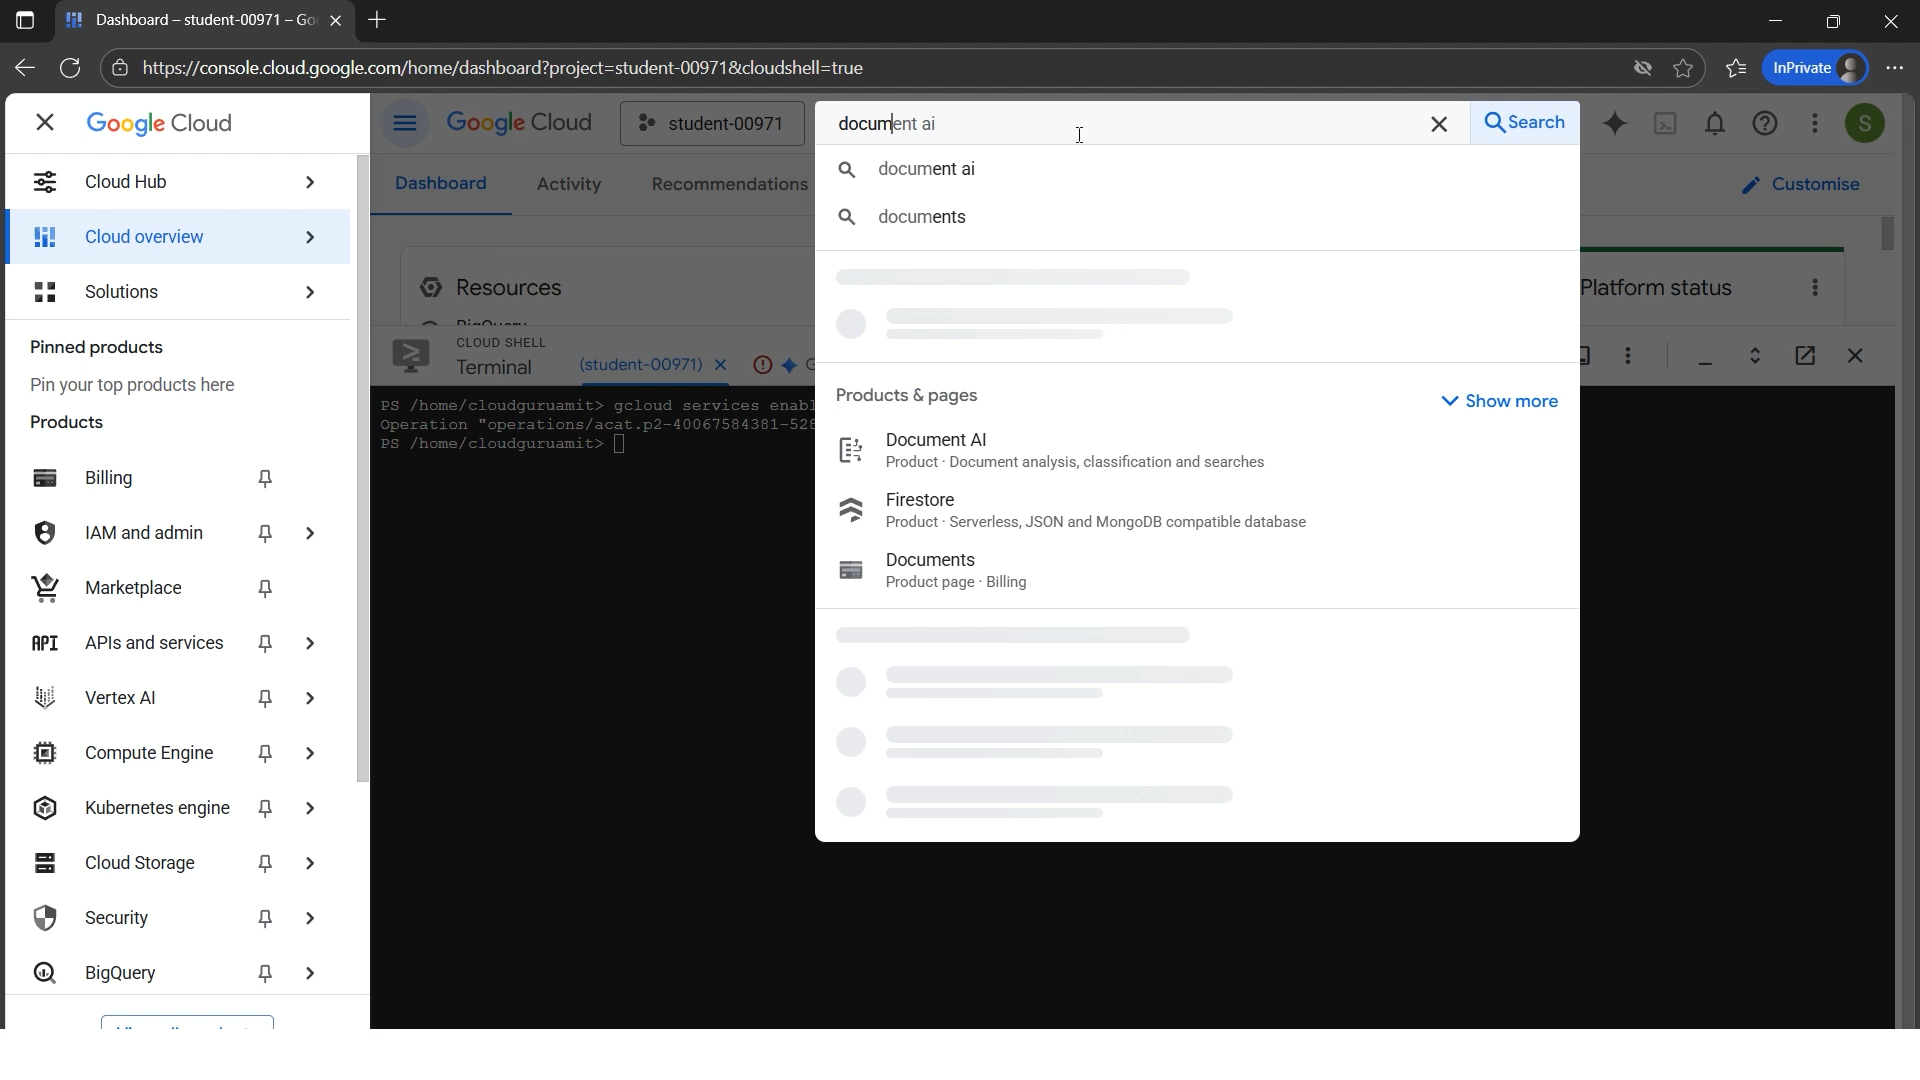 Dashboard – student-00971 – Go
https://console.cloud.google.com/home/dashboard?project=student-00971&cloudshell=true
InPrivate
Google Cloud
Cloud Hub
Cloud overview
Solutions
Pinned products
Pin your top products here
Products
Billing
IAM and admin
Marketplace
API
APIs and services
Vertex AI
Compute Engine
Kubernetes engine
Cloud Storage
Security
BigQuery
Google Cloud
student-00971
document ai
Search
S
Dashboard
Activity
Recommendations
Customise
Resources
BigQuery
Platform status
CLOUD SHELL
Terminal
(student-00971)
PS /home/cloudguruamit> gcloud services enabl
Operation "operations/acat.p2-40067584381-528
PS /home/cloudguruamit>
document ai
documents
Products & pages
Show more
Document AI
Product · Document analysis, classification and searches
Firestore
Product · Serverless, JSON and MongoDB compatible database
Documents
Product page · Billing